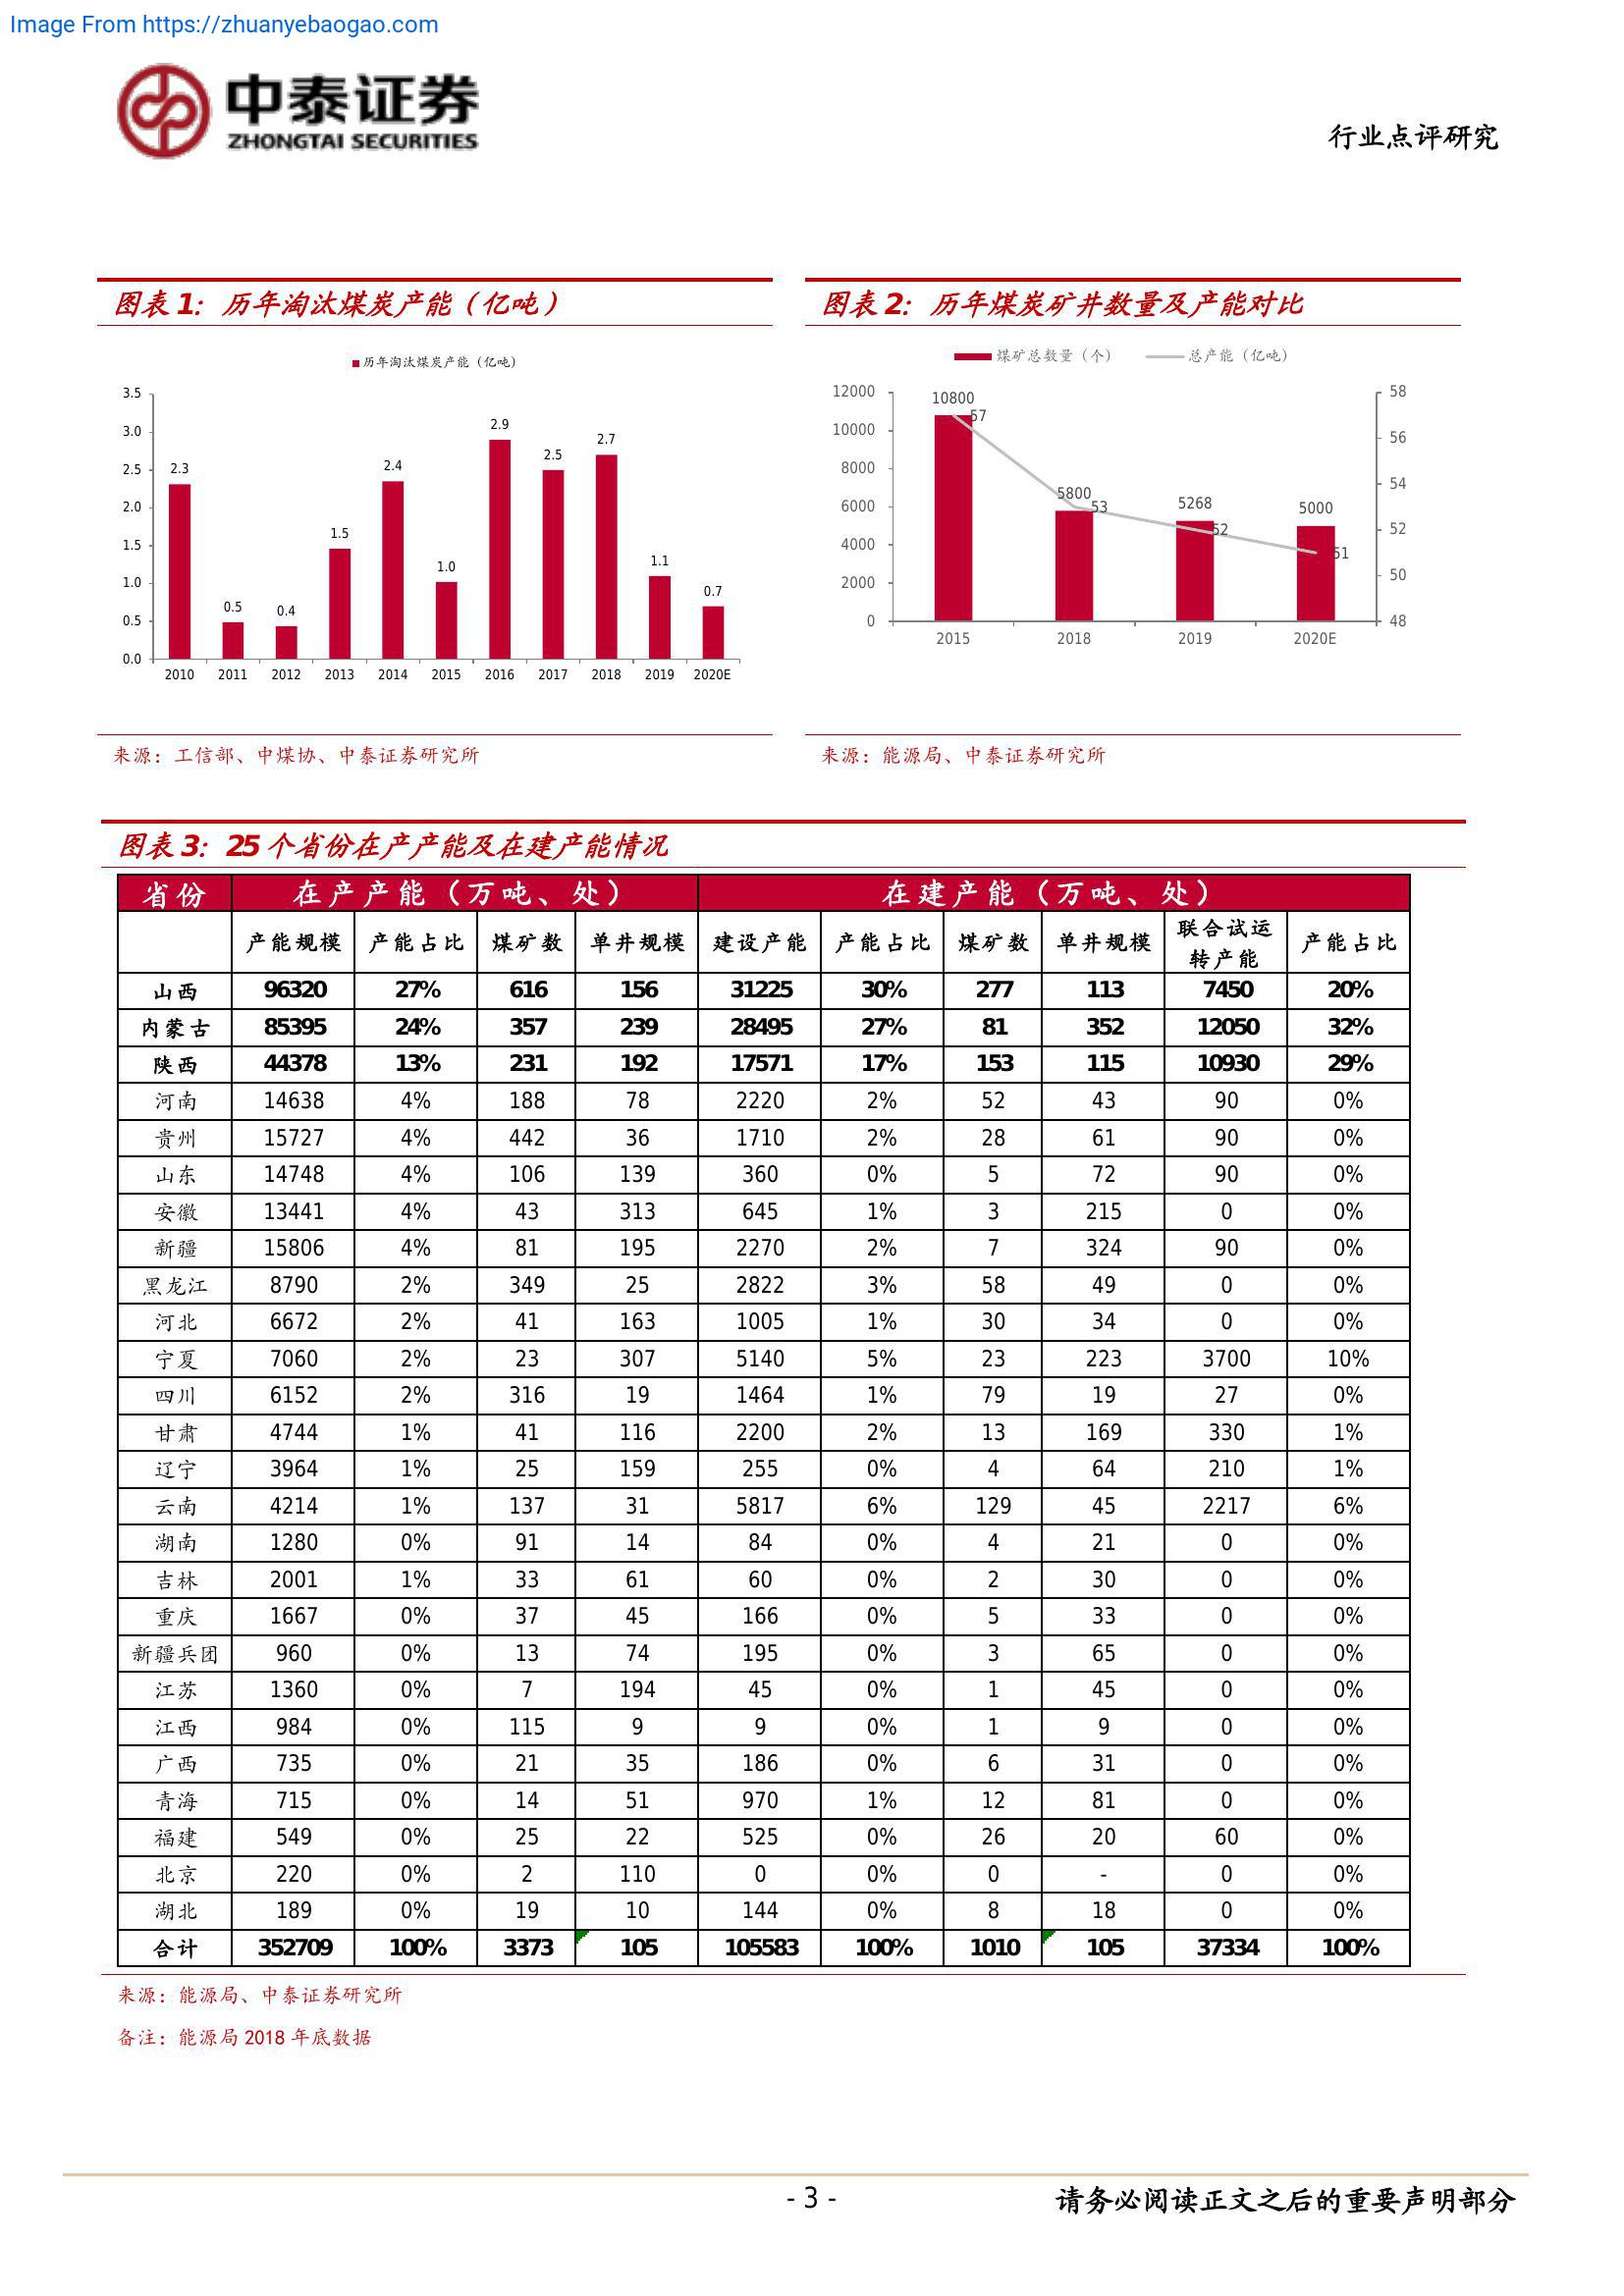 Image From https://zhuanyebaogao.com
中泰证券
ZHONGTAI SECURITIES
行业点评研究
图表 1：历年淘汰煤炭产能（亿吨）
历年淘汰煤炭产能（亿吨）
3.5
3.0
2.5
2.0
1.5
1.0
0.5
0.0
2.3 0.5 0.4 1.5 2.4 1.0 2.9 2.5 2.7 1.1 0.7
2010 2011 2012 2013 2014 2015 2016 2017 2018 2019 2020E
来源：工信部、中煤协、中泰证券研究所
图表 2：历年煤炭矿井数量及产能对比
煤矿总数量（个） 总产能（亿吨）
12000
10000
8000
6000
4000
2000
0
10800 5800 5268 5000
57 53 52 51
58
56
54
52
50
48
2015 2018 2019 2020E
来源：能源局、中泰证券研究所
图表 3：25 个省份在产产能及在建产能情况
省份 在产产能（万吨、处） 在建产能（万吨、处）
产能规模 产能占比 煤矿数 单井规模 建设产能 产能占比 煤矿数 单井规模 联合试运转产能 产能占比
山西 96320 27% 616 156 31225 30% 277 113 7450 20%
内蒙古 85395 24% 357 239 28495 27% 81 352 12050 32%
陕西 44378 13% 231 192 17571 17% 153 115 10930 29%
河南 14638 4% 188 78 2220 2% 52 43 90 0%
贵州 15727 4% 442 36 1710 2% 28 61 90 0%
山东 14748 4% 106 139 360 0% 5 72 90 0%
安徽 13441 4% 43 313 645 1% 3 215 0 0%
新疆 15806 4% 81 195 2270 2% 7 324 90 0%
黑龙江 8790 2% 349 25 2822 3% 58 49 0 0%
河北 6672 2% 41 163 1005 1% 30 34 0 0%
宁夏 7060 2% 23 307 5140 5% 23 223 3700 10%
四川 6152 2% 316 19 1464 1% 79 19 27 0%
甘肃 4744 1% 41 116 2200 2% 13 169 330 1%
辽宁 3964 1% 25 159 255 0% 4 64 210 1%
云南 4214 1% 137 31 5817 6% 129 45 2217 6%
湖南 1280 0% 91 14 84 0% 4 21 0 0%
吉林 2001 1% 33 61 60 0% 2 30 0 0%
重庆 1667 0% 37 45 166 0% 5 33 0 0%
新疆兵团 960 0% 13 74 195 0% 3 65 0 0%
江苏 1360 0% 7 194 45 0% 1 45 0 0%
江西 984 0% 115 9 9 0% 1 9 0 0%
广西 735 0% 21 35 186 0% 6 31 0 0%
青海 715 0% 14 51 970 1% 12 81 0 0%
福建 549 0% 25 22 525 0% 26 20 60 0%
北京 220 0% 2 110 0 0% 0 - 0 0%
湖北 189 0% 19 10 144 0% 8 18 0 0%
合计 352709 100% 3373 105 105583 100% 1010 105 37334 100%
来源：能源局、中泰证券研究所
备注：能源局 2018 年底数据
- 3 -
请务必阅读正文之后的重要声明部分